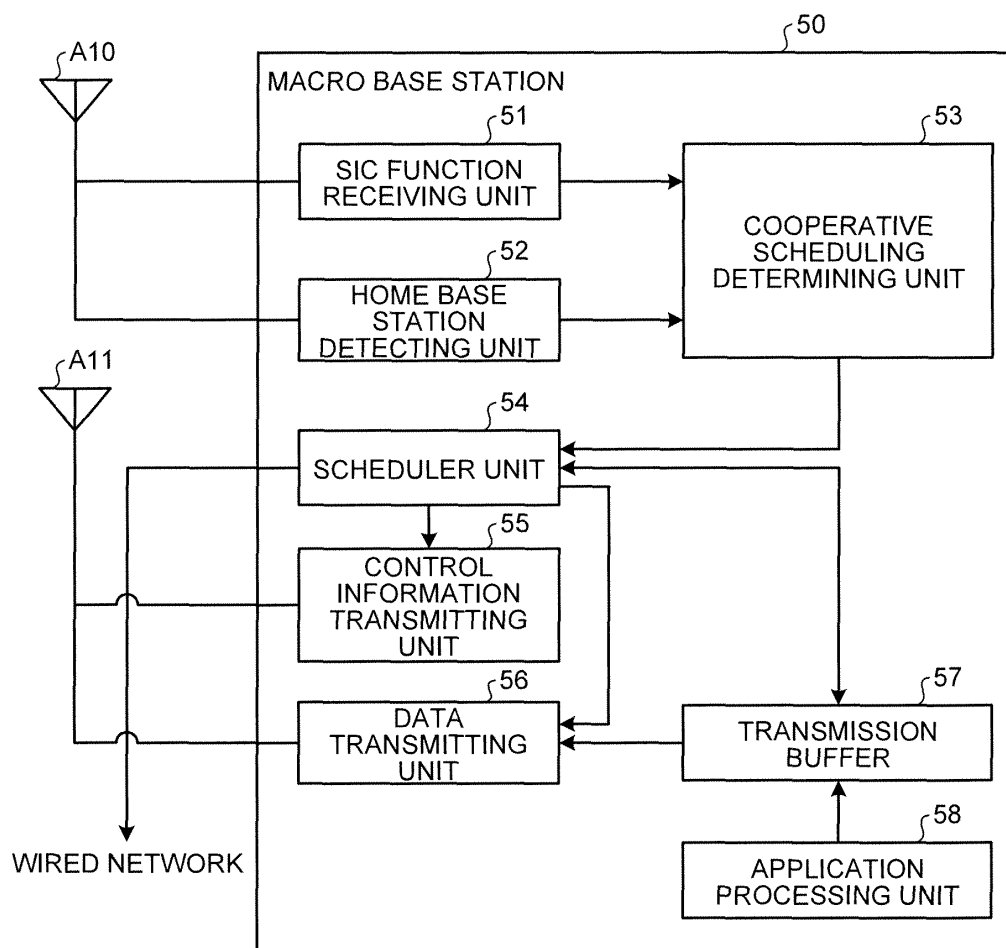 50
A10
MACRO BASE STATION
51
SIC FUNCTION
RECEIVING UNIT
53
COOPERATIVE
SCHEDULING
DETERMINING UNIT
52
HOME BASE
STATION
DETECTING UNIT
A11
54
SCHEDULER UNIT
55
CONTROL
INFORMATION
TRANSMITTING
UNIT
56
DATA
TRANSMITTING
UNIT
57
TRANSMISSION
BUFFER
58
APPLICATION
PROCESSING UNIT
WIRED NETWORK